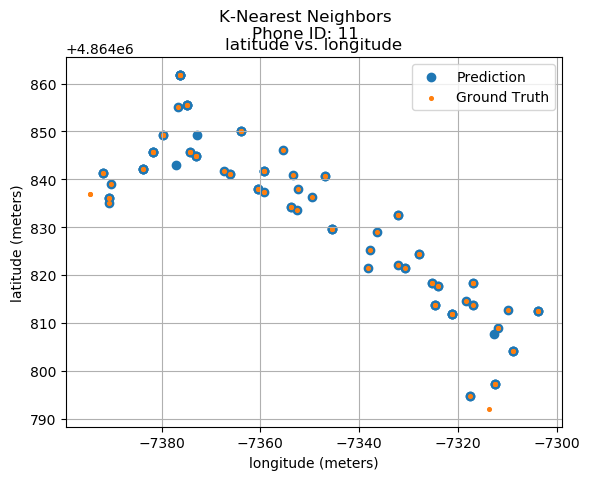 K-Nearest Neighbors
Phone ID: 11
latitude vs. longitude
+4.864e6
Prediction
Ground Truth
860
850
840
830
820
810
800
790
latitude (meters)
−7380 −7360 −7340 −7320 −7300
longitude (meters)